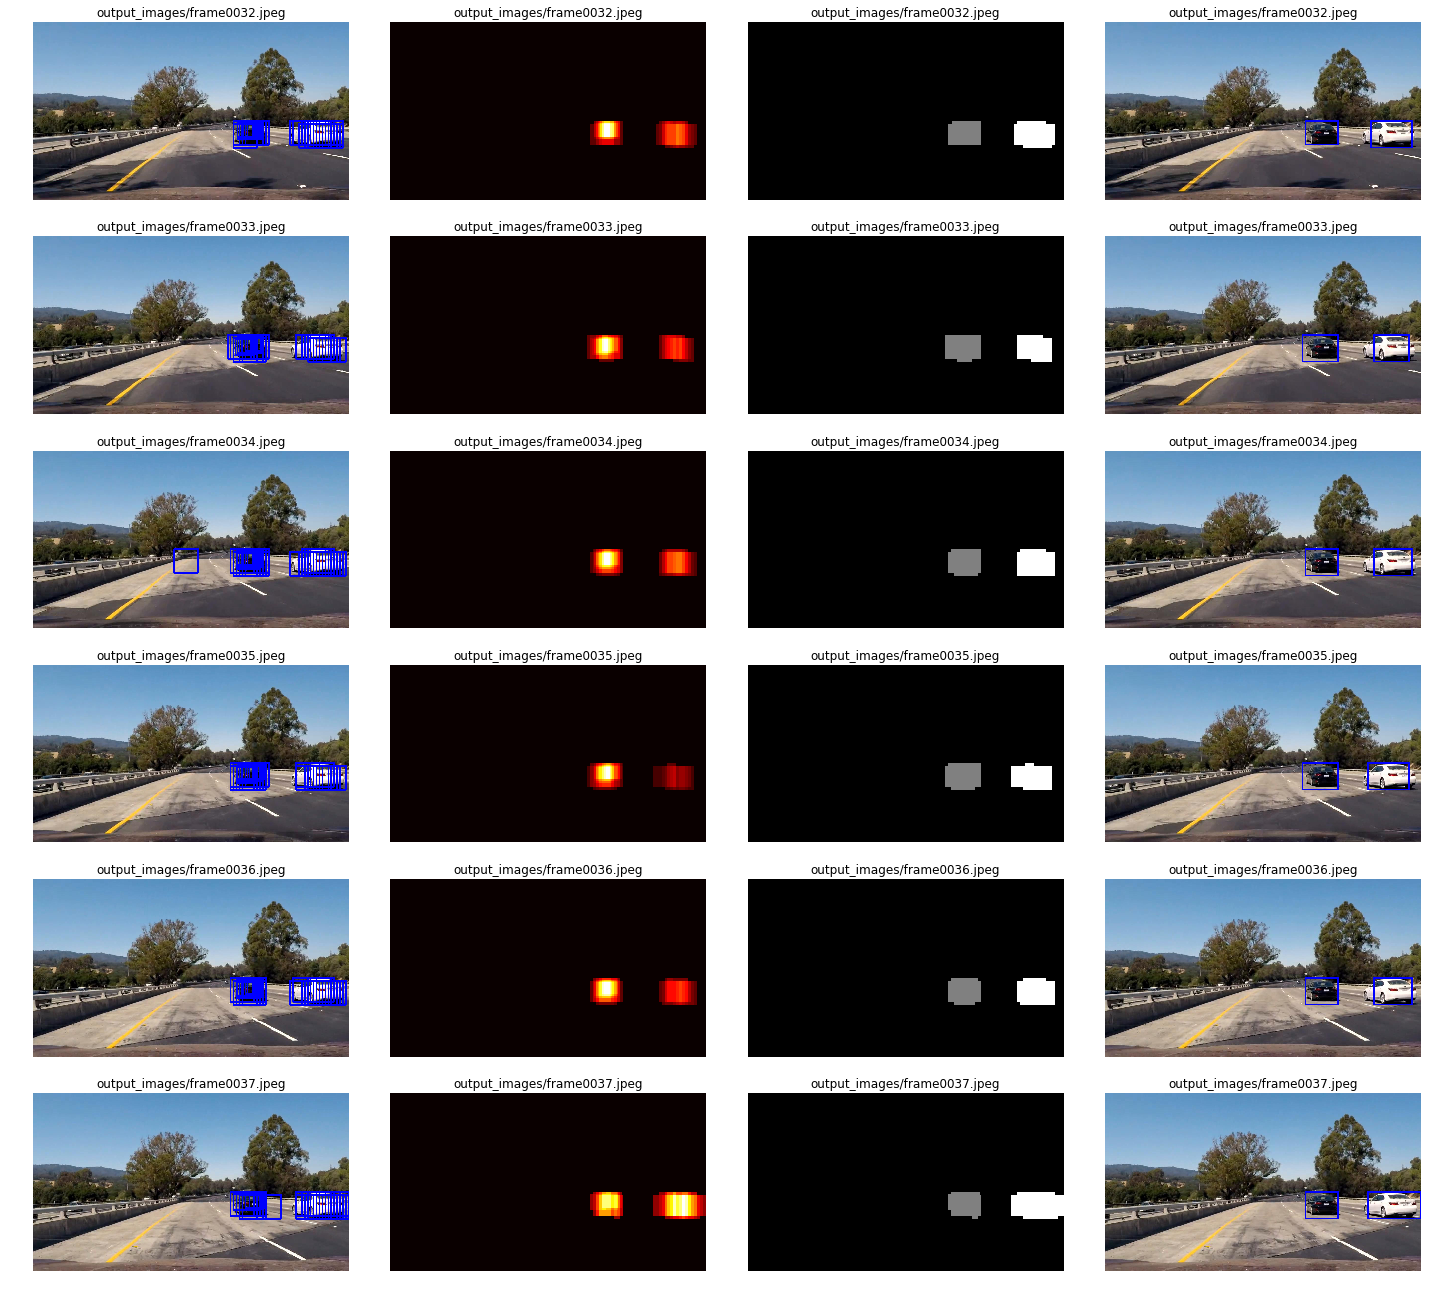 output_images/frame0032.jpeg output_images/frame0032.jpeg output_images/frame0032.jpeg output_images/frame0032.jpeg
output_images/frame0033.jpeg output_images/frame0033.jpeg output_images/frame0033.jpeg output_images/frame0033.jpeg
output_images/frame0034.jpeg output_images/frame0034.jpeg output_images/frame0034.jpeg output_images/frame0034.jpeg
output_images/frame0035.jpeg output_images/frame0035.jpeg output_images/frame0035.jpeg output_images/frame0035.jpeg
output_images/frame0036.jpeg output_images/frame0036.jpeg output_images/frame0036.jpeg output_images/frame0036.jpeg
output_images/frame0037.jpeg output_images/frame0037.jpeg output_images/frame0037.jpeg output_images/frame0037.jpeg